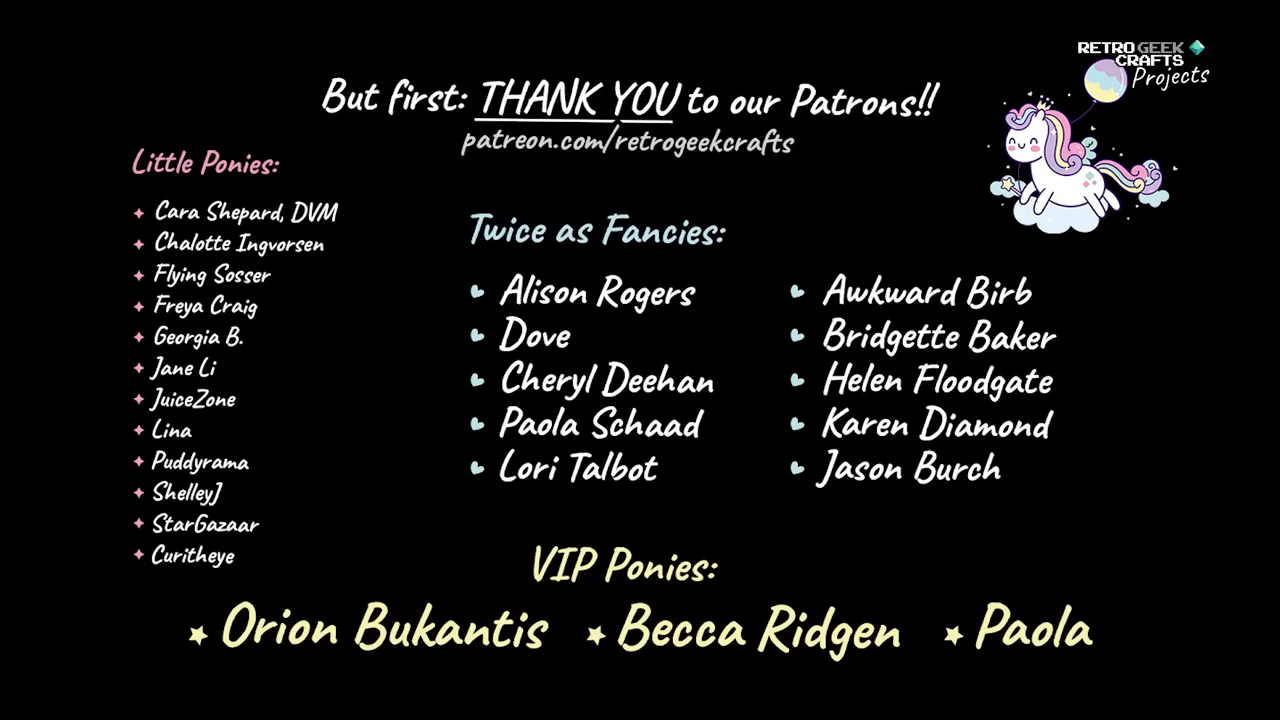 RETRO GEEK
CRAFTS
Projects
But first: THANK YOU to our Patrons!!
patreon.com/retrogeekcrafts
Little Ponies:
Cara Shepard, DVM
Chalotte Ingvorsen
Flying Sosser
Freya Craig
Georgia B.
Jane Li
JuiceZone
Lina
Puddyrama
ShelleyJ
StarGazaar
Curitheye
Twice as Fancies:
Alison Rogers
Dove
Cheryl Deehan
Paola Schaad
Lori Talbot
Awkward Birb
Bridgette Baker
Helen Floodgate
Karen Diamond
Jason Burch
VIP Ponies:
Orion Bukantis
Becca Ridgen
Paola